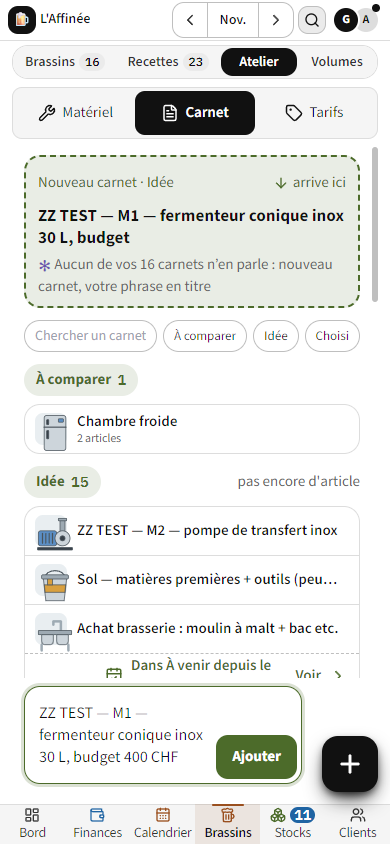 L'Affinée
Nov.
G
A
Brassins 16
Recettes 23
Atelier
Volumes
Matériel
Carnet
Tarifs
Nouveau carnet · Idée
arrive ici
ZZ TEST — M1 — fermenteur conique inox
30 L, budget
Aucun de vos 16 carnets n’en parle : nouveau
carnet, votre phrase en titre
Chercher un carnet
À comparer
Idée
Choisi
À comparer 1
Chambre froide
2 articles
Idée 15
pas encore d'article
ZZ TEST — M2 — pompe de transfert inox
Sol — matières premières + outils (peu…
Achat brasserie : moulin à malt + bac etc.
Dans À venir depuis le
Voir
ZZ TEST — M1 —
fermenteur conique inox
30 L, budget 400 CHF
Ajouter
Bord
Finances
Calendrier
Brassins
11
Stocks
Clients